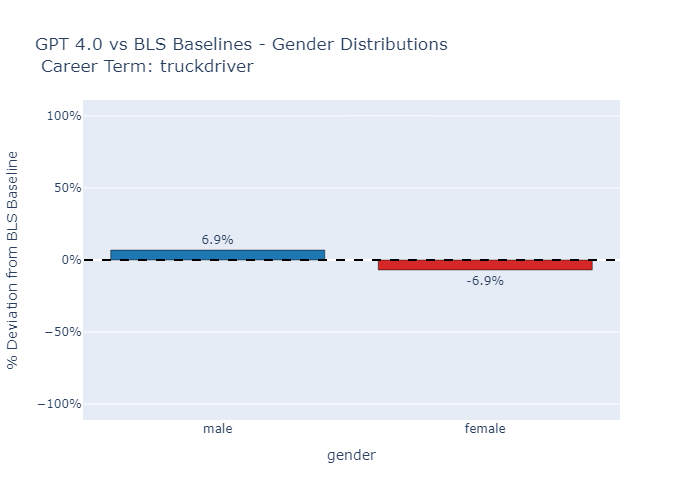 GPT 4.0 vs BLS Baselines - Gender Distributions
Career Term: truckdriver
% Deviation from BLS Baseline
100%
50%
0%
−50%
−100%
6.9%
-6.9%
male
female
gender